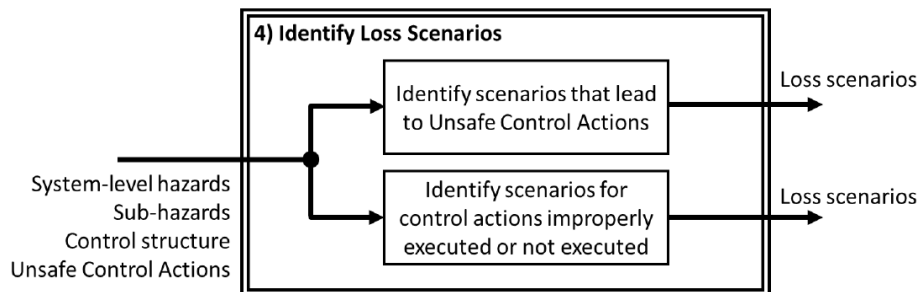 4) Identify Loss Scenarios
Identify scenarios that lead
to Unsafe Control Actions
Loss scenarios
System-level hazards
Sub-hazards
Control structure
Unsafe Control Actions
Identify scenarios for
control actions improperly
executed or not executed
Loss scenarios